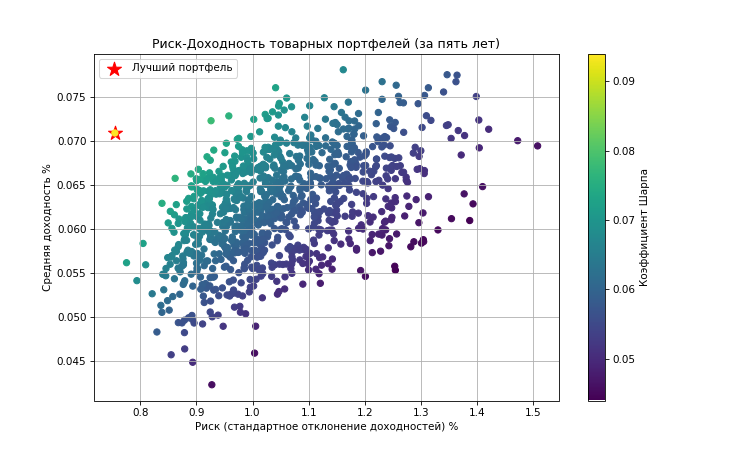 Риск-Доходность товарных портфелей (за пять лет)
Лучший портфель
0.075
0.070
0.065
0.060
0.055
0.050
0.045
Средняя доходность %
0.8 0.9 1.0 1.1 1.2 1.3 1.4 1.5
Риск (стандартное отклонение доходностей) %
0.09
0.08
0.07
0.06
0.05
Коэффициент Шарпа